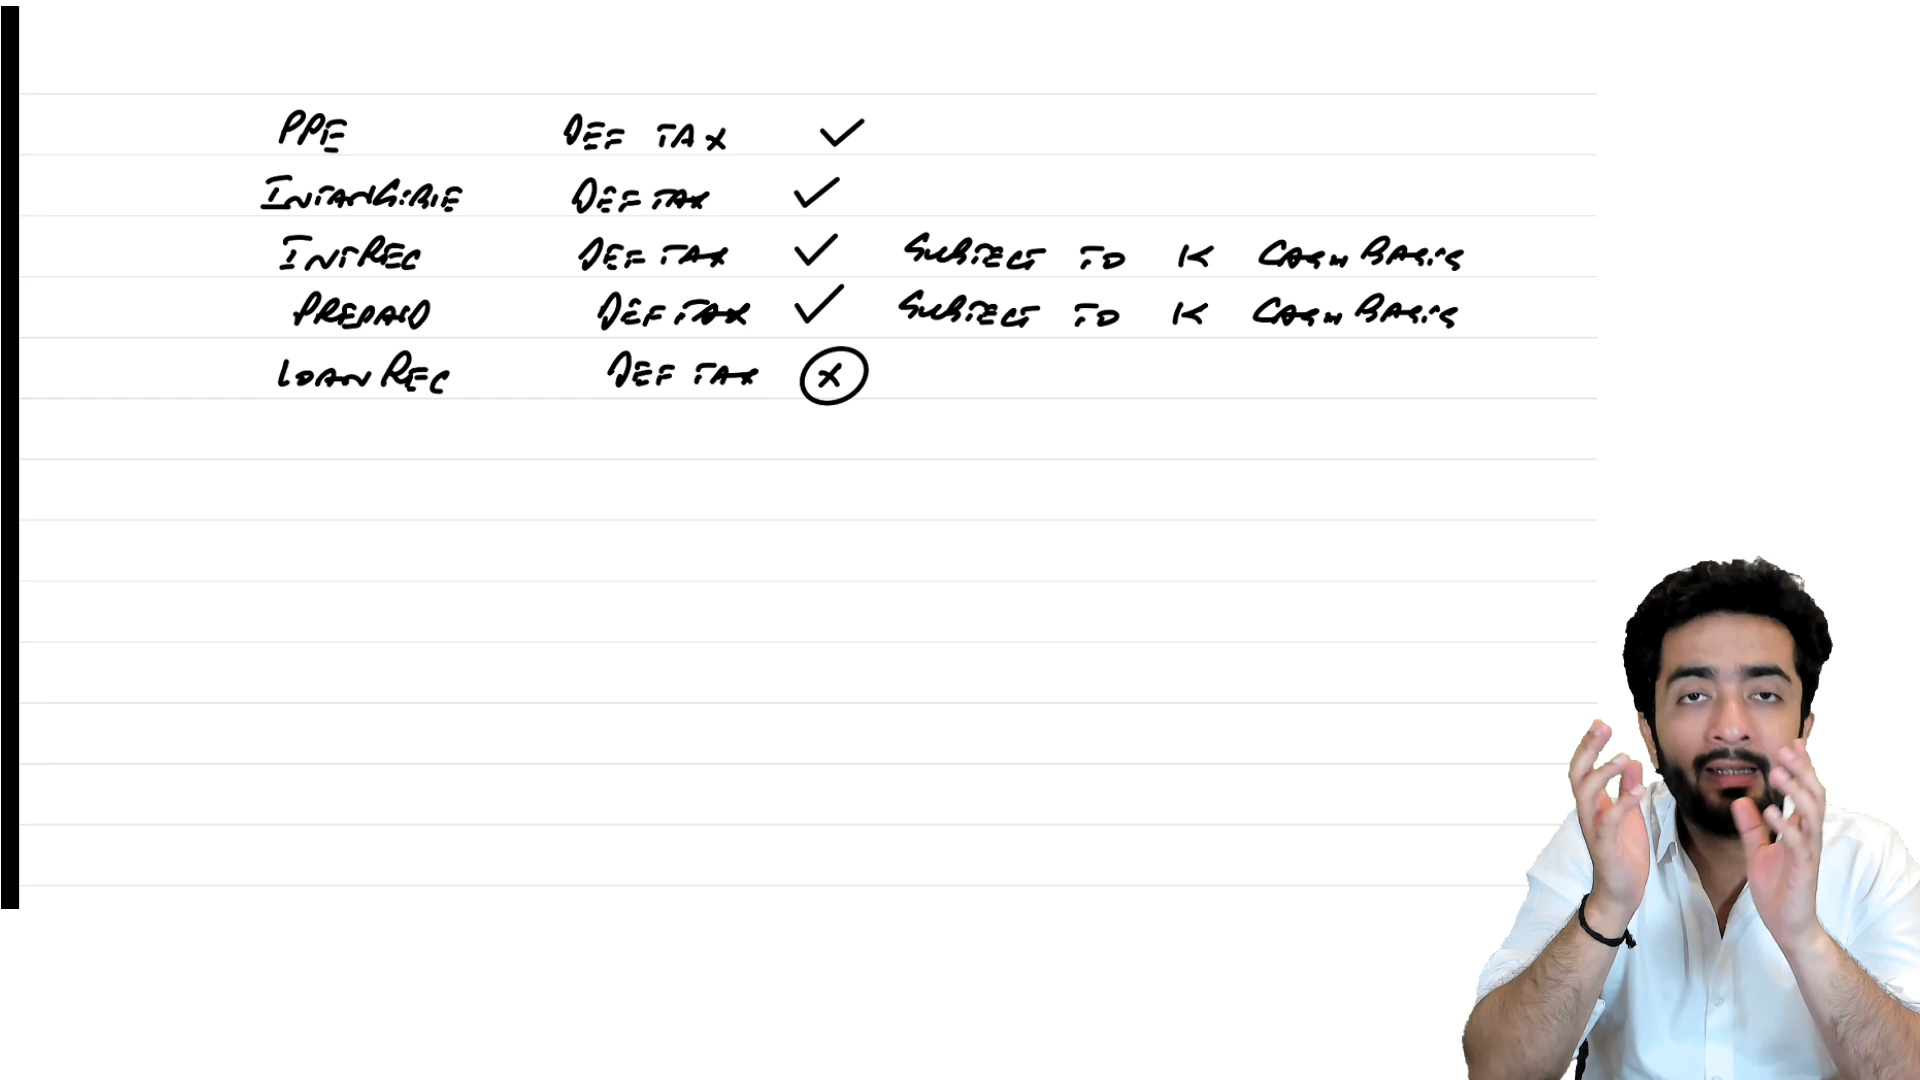 PPE DEF TAX ✓
INTANGIBLE DEF TAX ✓
INT REC DEF TAX ✓ SUBJECT TO K CASH BASIS
PREPAID DEF TAX ✓ SUBJECT TO K CASH BASIS
LOAN REC DEF TAX X